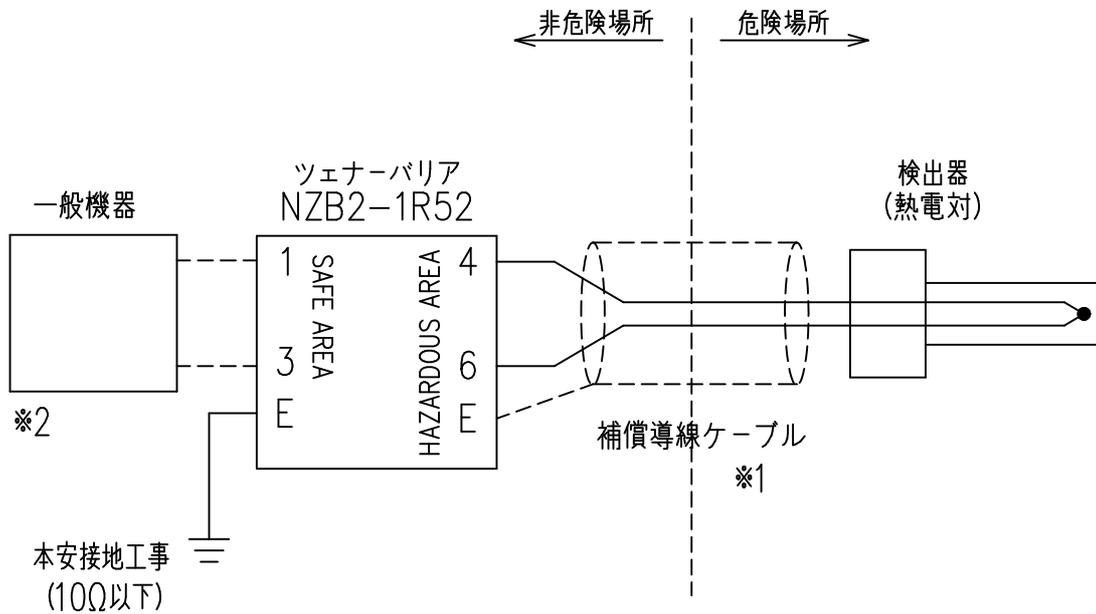 非危険場所
危険場所
ツェナーバリア
NZB2-1R52
一般機器
検出器
(熱電対)
1
SAFE AREA
HAZARDOUS AREA
4
3
6
E
E
※2
補償導線ケーブル
※1
本安接地工事
(10Ω以下)